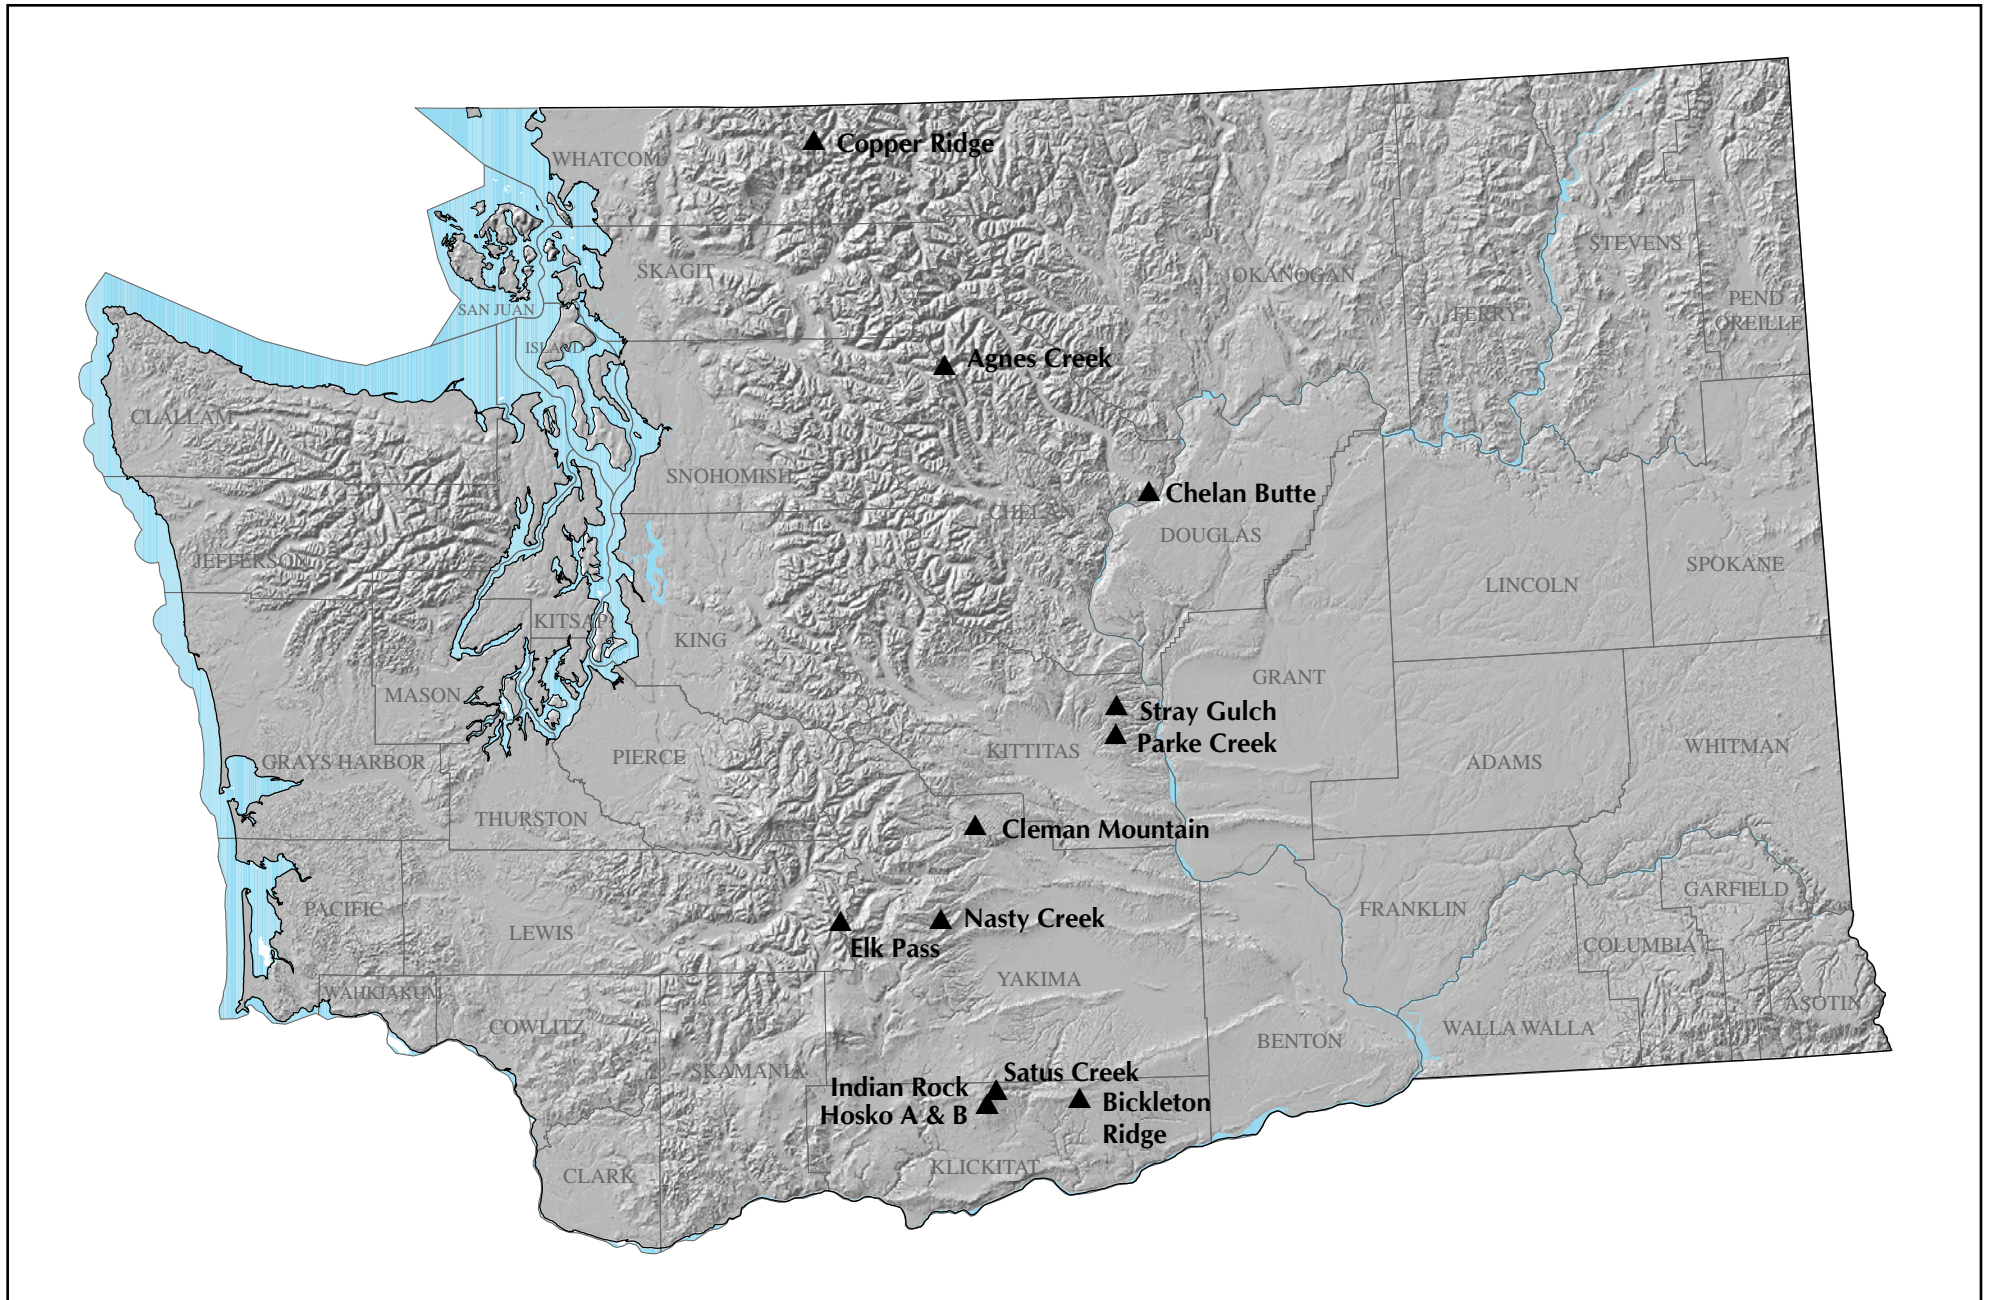 Copper Ridge
WHATCOM
STEVENS
SKAGIT
OKANOGAN
PEND
OREILLE
SAN JUAN
FERRY
ISLAND
Agnes Creek
CLALLAM
SNOHOMISH
Chelan Butte
CHELAN
DOUGLAS
JEFFERSON
SPOKANE
LINCOLN
KITSAP
KING
GRANT
MASON
Stray Gulch
Parke Creek
KITTITAS
WHITMAN
PIERCE
GRAYS HARBOR
ADAMS
THURSTON
Cleman Mountain
GARFIELD
PACIFIC
FRANKLIN
Nasty Creek
LEWIS
Elk Pass
COLUMBIA
YAKIMA
WAHKIAKUM
ASOTIN
COWLITZ
WALLA WALLA
BENTON
SKAMANIA
Satus Creek
Indian Rock
Hosko A & B
Bickleton
Ridge
KLICKITAT
CLARK